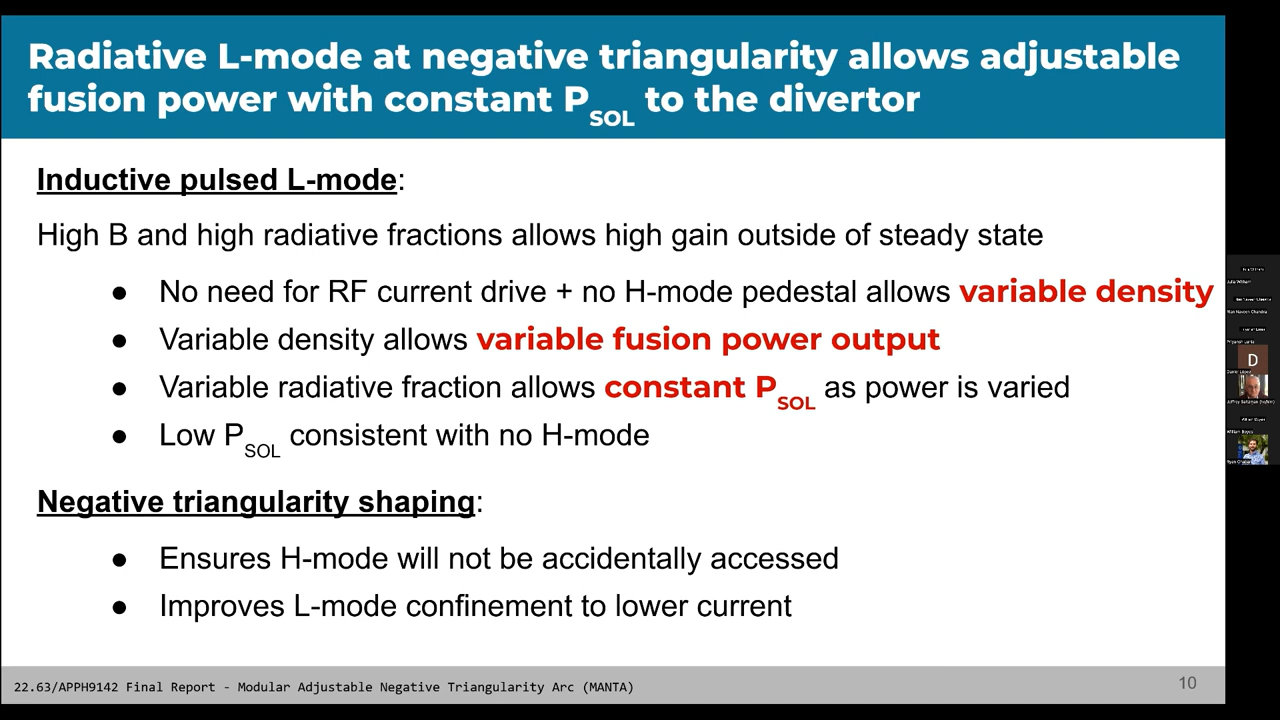 Radiative L-mode at negative triangularity allows adjustable
fusion power with constant PSOL to the divertor
Inductive pulsed L-mode:
High B and high radiative fractions allows high gain outside of steady state
● No need for RF current drive + no H-mode pedestal allows variable density
● Variable density allows variable fusion power output
● Variable radiative fraction allows constant PSOL as power is varied
● Low PSOL consistent with no H-mode
Negative triangularity shaping:
● Ensures H-mode will not be accidentally accessed
● Improves L-mode confinement to lower current
22.63/APPH9142 Final Report - Modular Adjustable Negative Triangularity Arc (MANTA)
10
D